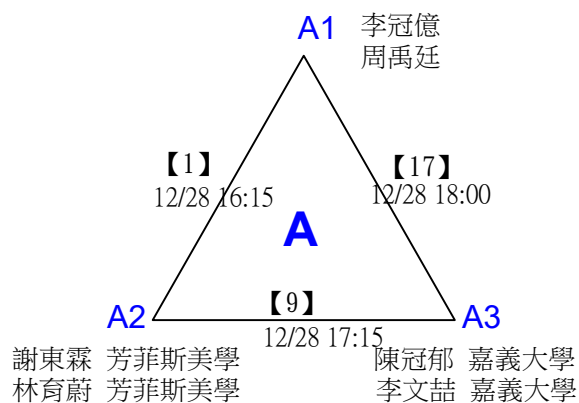 A1
李冠億
周禹廷
【1】
12/28 16:15
【17】
12/28 18:00
A
A2
【9】
12/28 17:15
A3
謝東霖 芳菲斯美學
林育蔚 芳菲斯美學
陳冠郁 嘉義大學
李文喆 嘉義大學